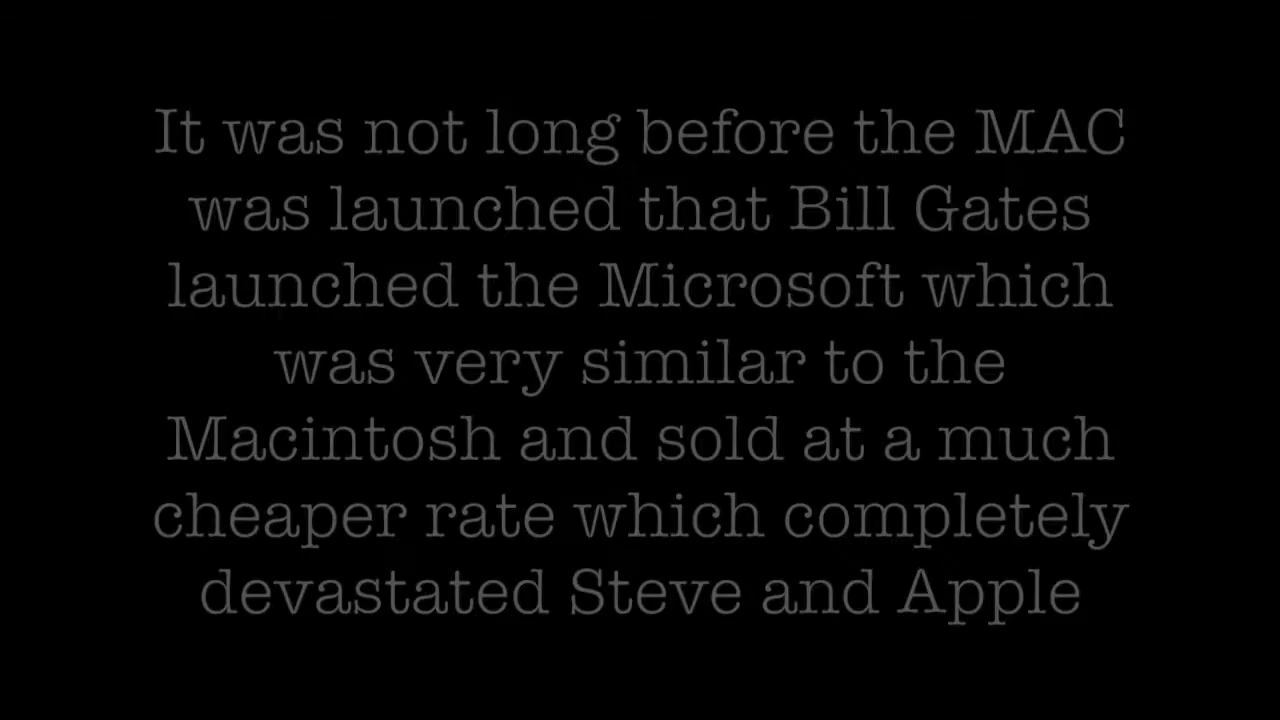 It was not long before the MAC
was launched that Bill Gates
launched the Microsoft which
was very similar to the
Macintosh and sold at a much
cheaper rate which completely
devastated Steve and Apple